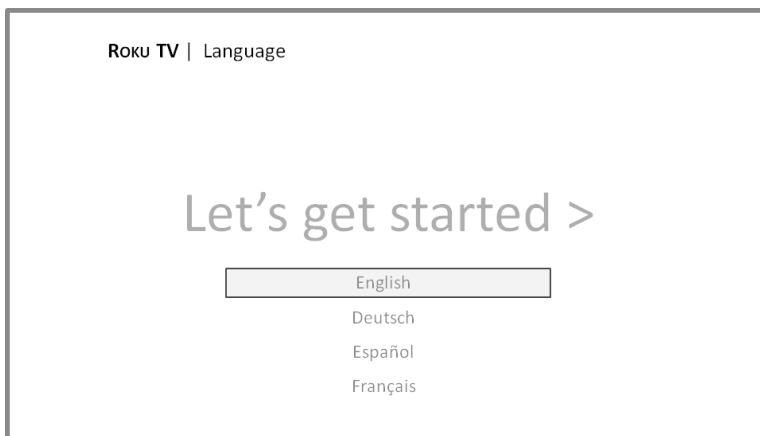 Roku TV | Language
Let's get started >
English
Deutsch
Español
Français